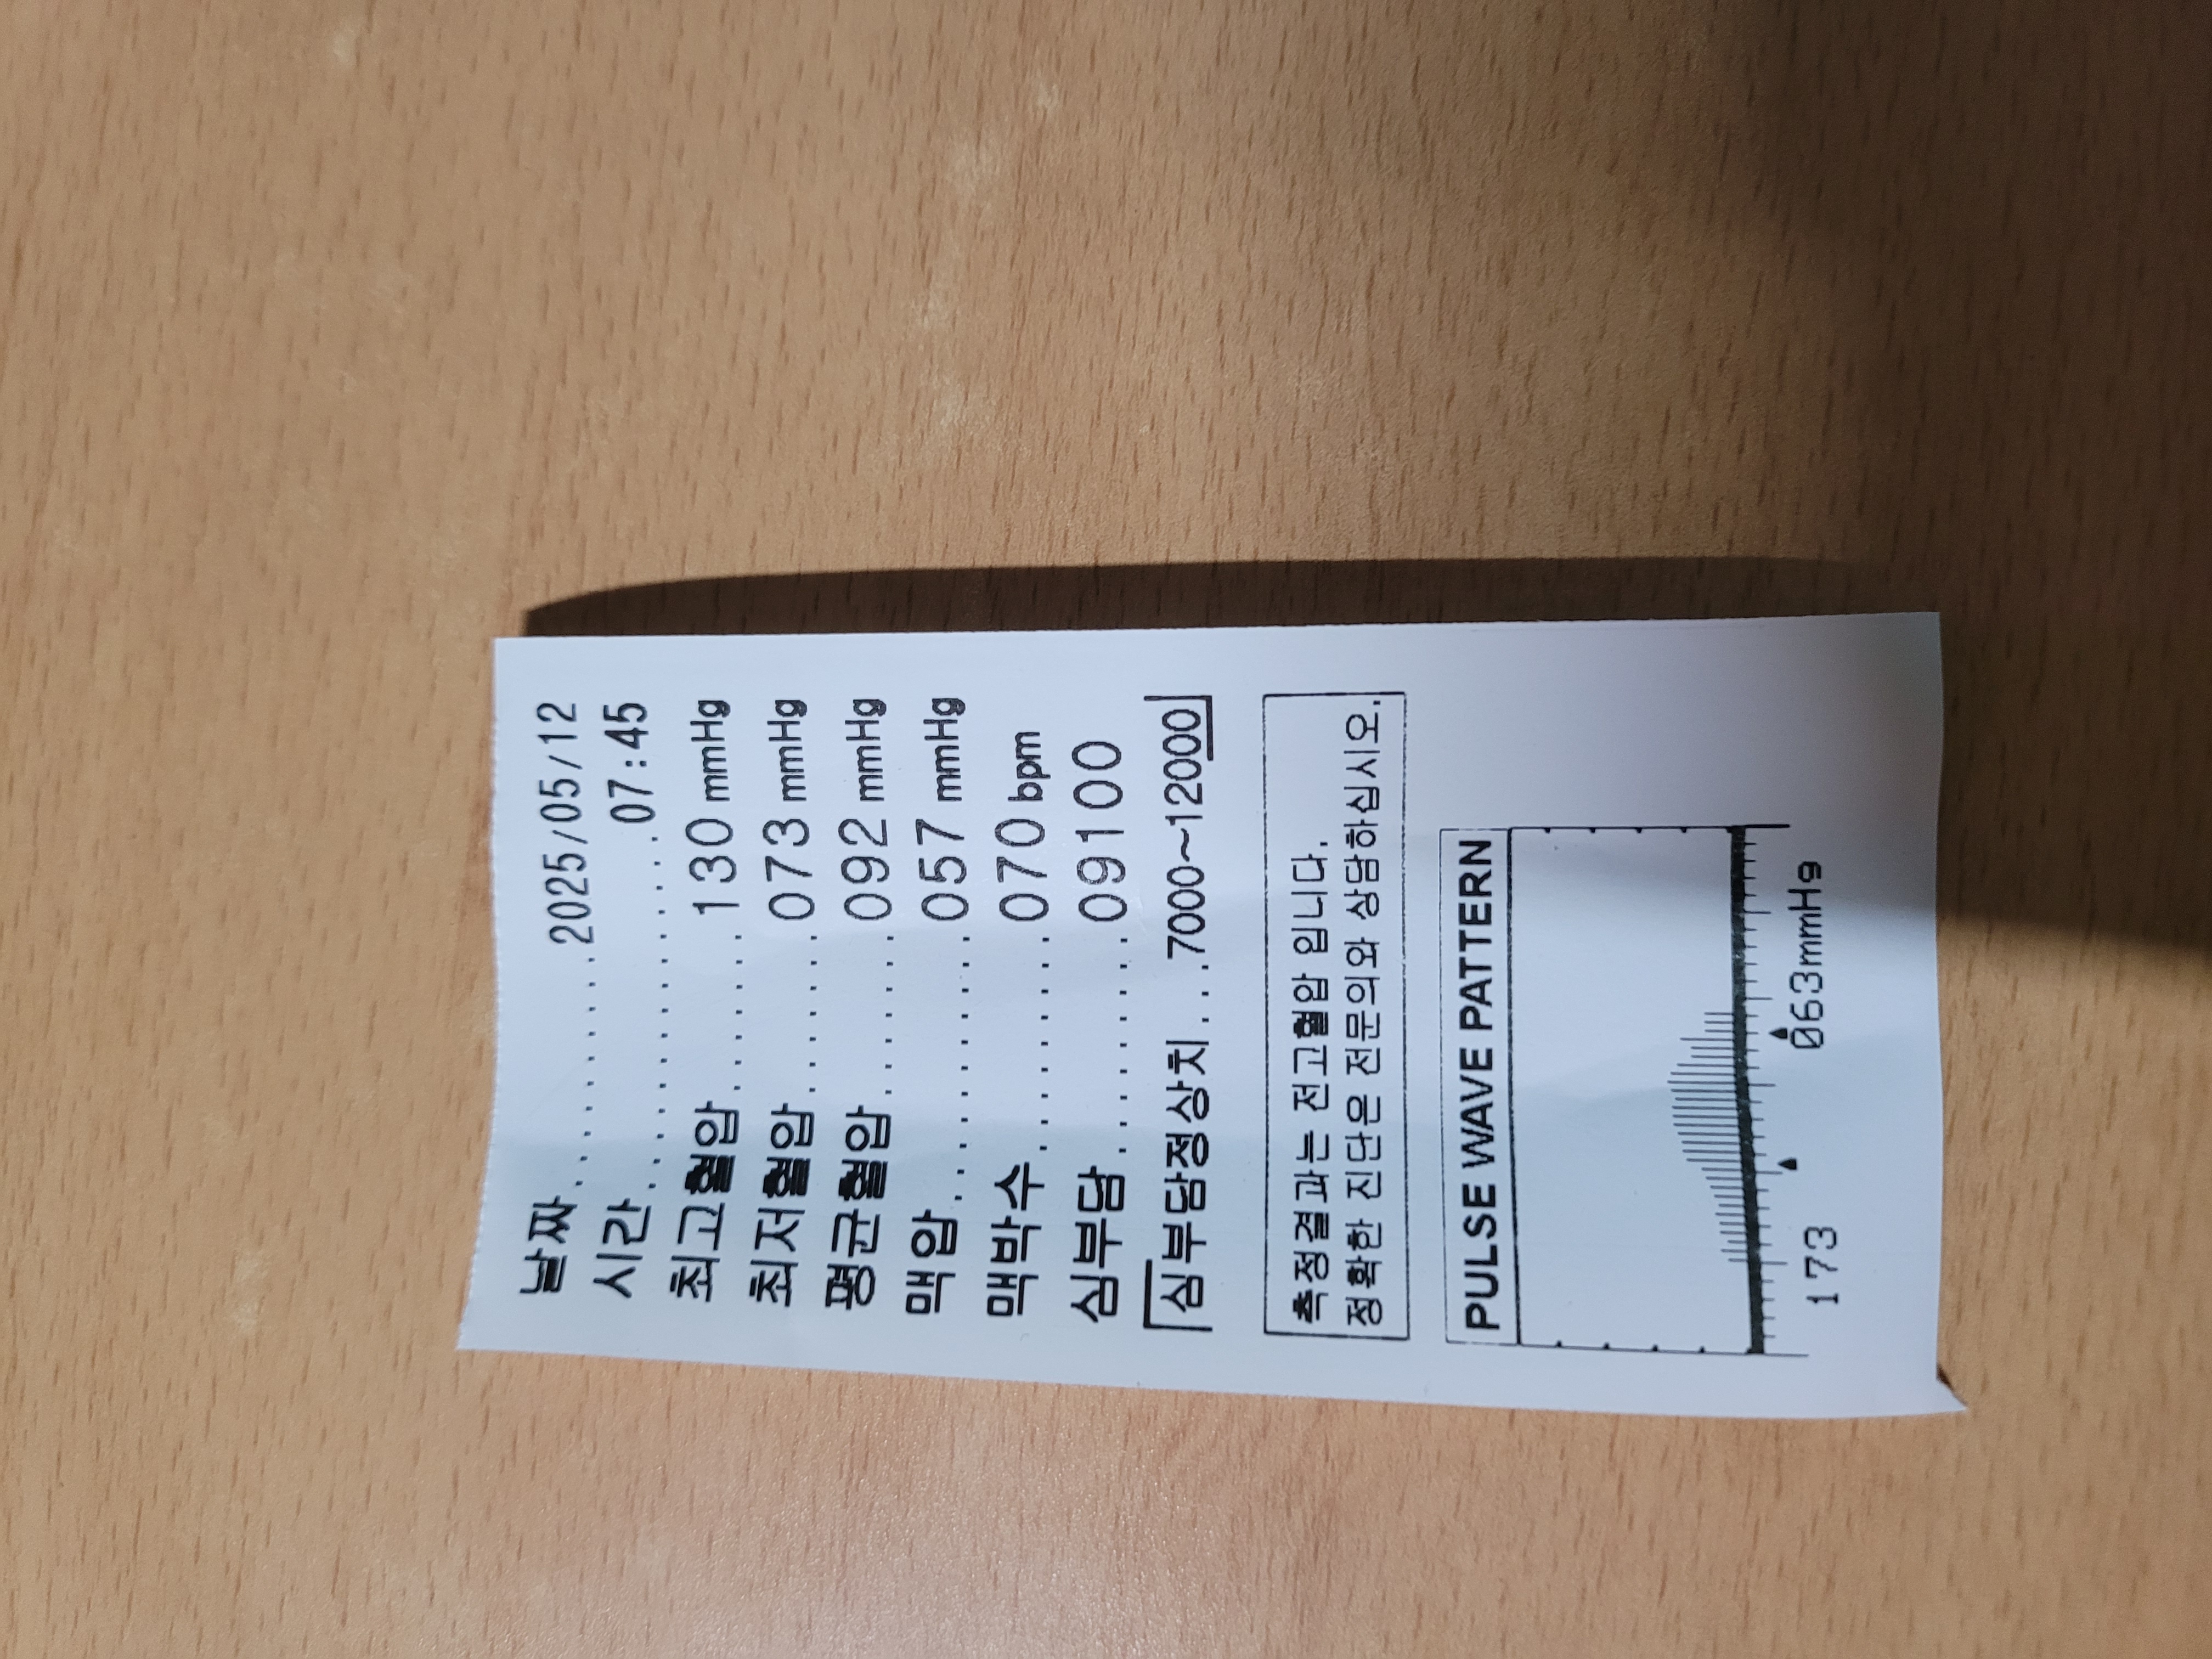 날짜............2025/05/12
시간.................07:45
최고혈압........130 mmHg
최저혈압........073 mmHg
평균혈압........092 mmHg
맥압.............057 mmHg
맥박수...........070 bpm
심부담...........09100
심부담정상치...7000~12000
측정결과는 전고혈압 입니다.
정확한 진단은 전문의와 상담하십시오.
PULSE WAVE PATTERN
173 063mmHg